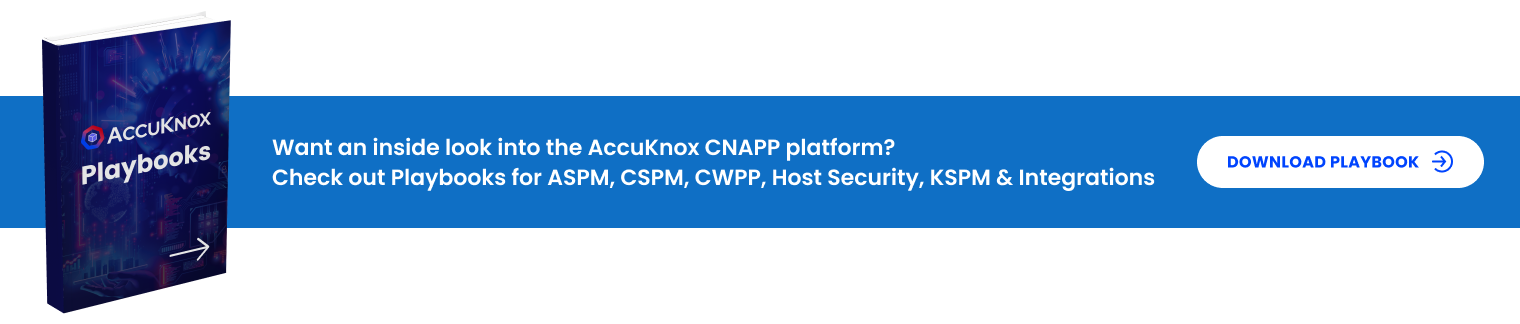 ACCUKNOX
Playbooks
Want an inside look into the AccuKnox CNAPP platform?
Check out Playbooks for ASPM, CSPM, CWPP, Host Security, KSPM & Integrations
DOWNLOAD PLAYBOOK